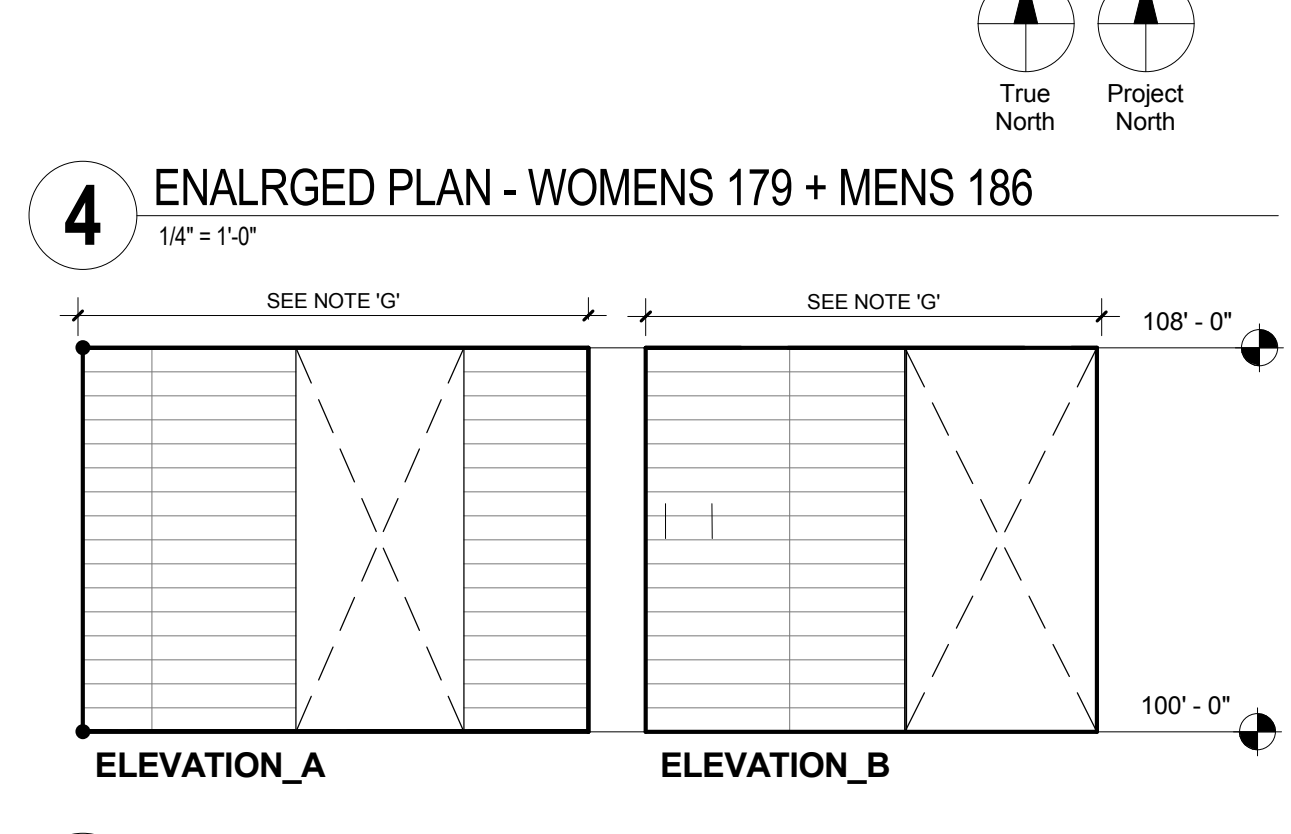 True
North
Project
North
4
ENALRGED PLAN - WOMENS 179 + MENS 186
1/4" = 1'-0"
SEE NOTE 'G'
SEE NOTE 'G'
108' - 0"
100' - 0"
ELEVATION_A
ELEVATION_B